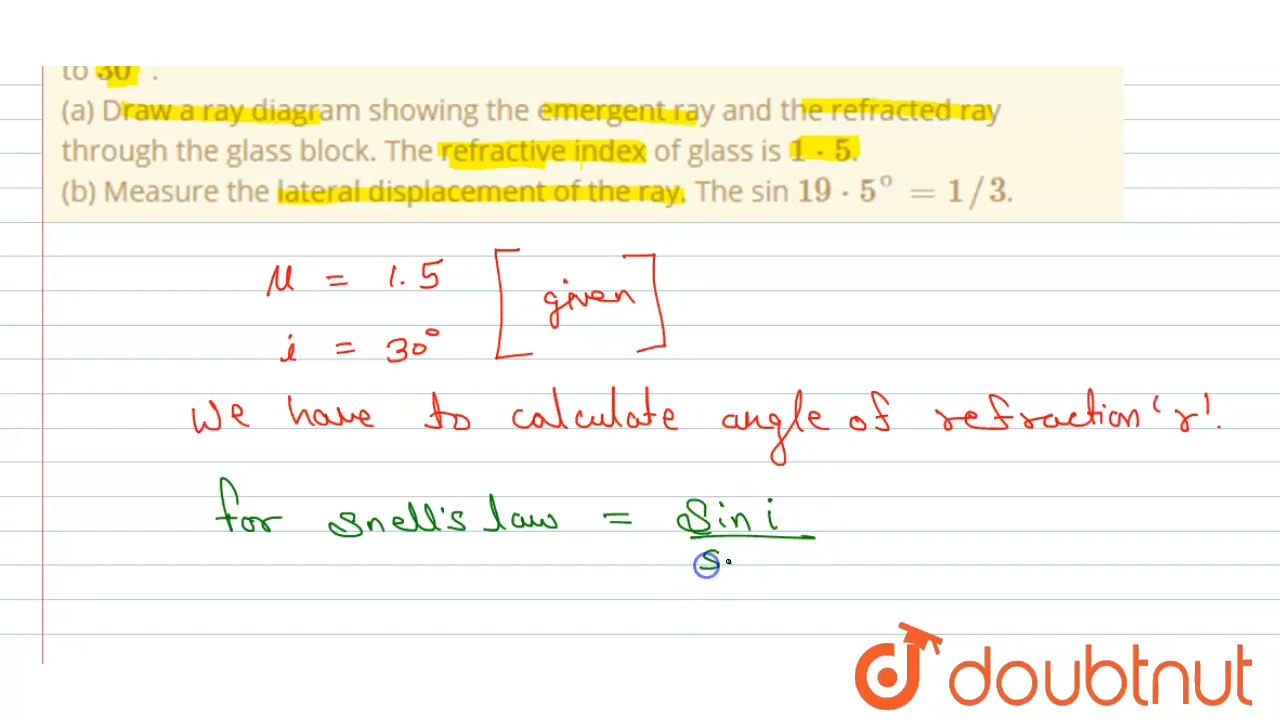 to 30° .
(a) Draw a ray diagram showing the emergent ray and the refracted ray
through the glass block. The refractive index of glass is 1 · 5.
(b) Measure the lateral displacement of the ray. The sin 19 · 5° = 1/3.
μ = 1.5 [given]
i = 30°
We have to calculate angle of refraction 'r'.
for snell's law = Sin i
s
doubtnut